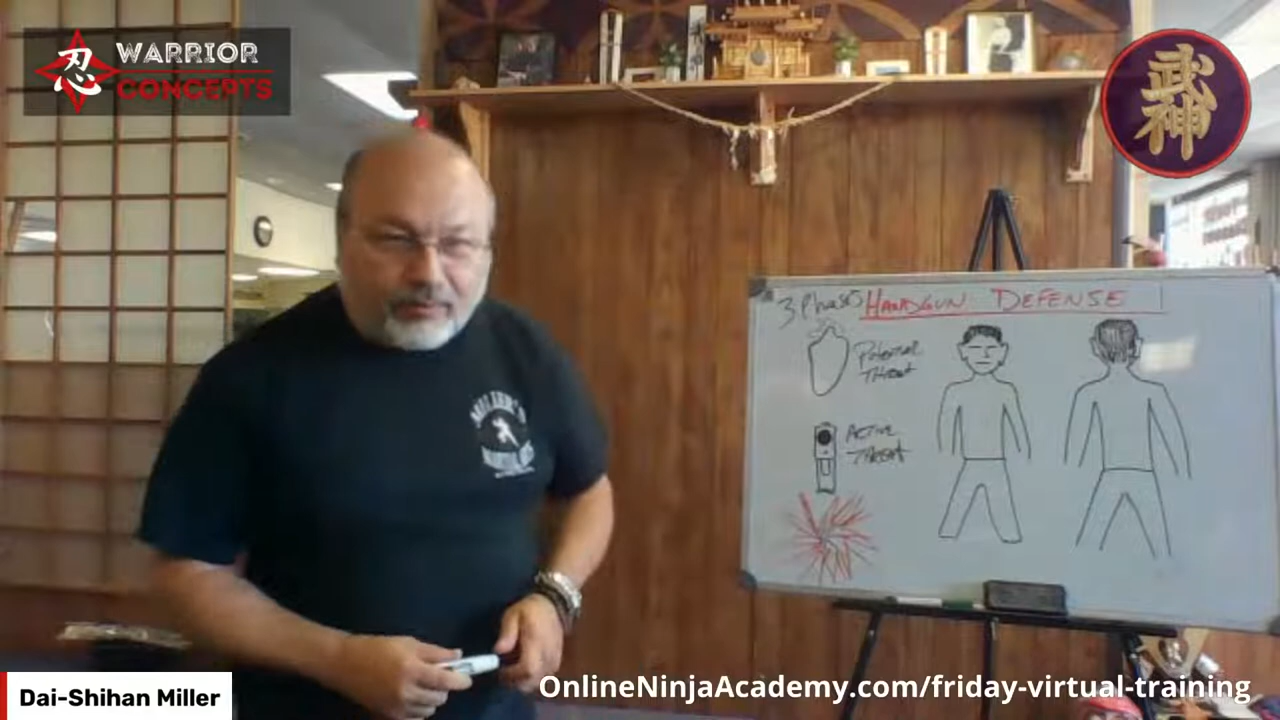 忍
WARRIOR
CONCEPTS
武
神
3 Phases HANDGUN DEFENSE
Potential
Threat
Active
Threat
Dai-Shihan Miller
OnlineNinjaAcademy.com/friday-virtual-training